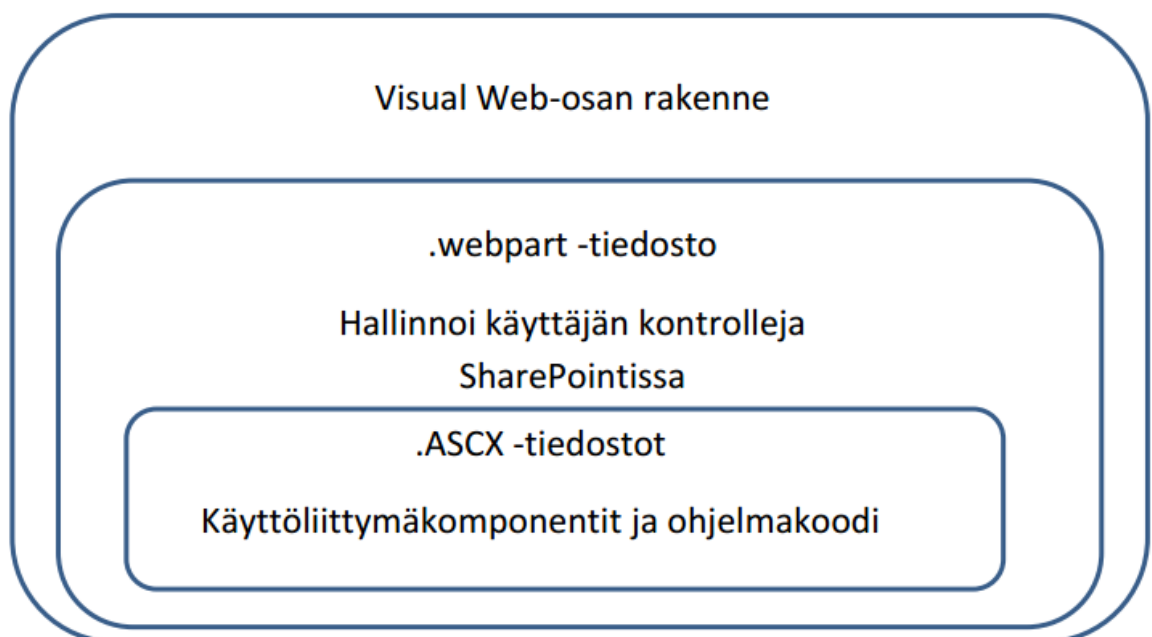 Visual Web-osan rakenne
.webpart -tiedosto
Hallinnoi käyttäjän kontrolleja
SharePointissa
.ASCX -tiedostot
Käyttöliittymäkomponentit ja ohjelmakoodi